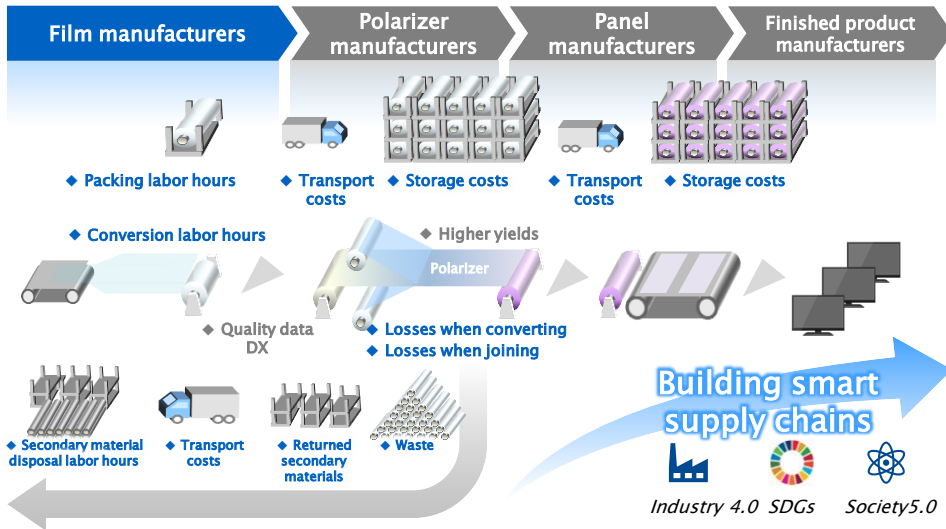 Film manufacturers
Polarizer
manufacturers
Panel
manufacturers
Finished product
manufacturers
◆ Packing labor hours
◆ Transport
costs
◆ Storage costs
◆ Transport
costs
◆ Storage costs
◆ Conversion labor hours
◆ Higher yields
Polarizer
◆ Quality data
DX
◆ Losses when converting
◆ Losses when joining
◆ Secondary material
disposal labor hours
◆ Transport
costs
◆ Returned
secondary
materials
◆ Waste
Building smart
supply chains
Industry 4.0
SDGs
Society5.0